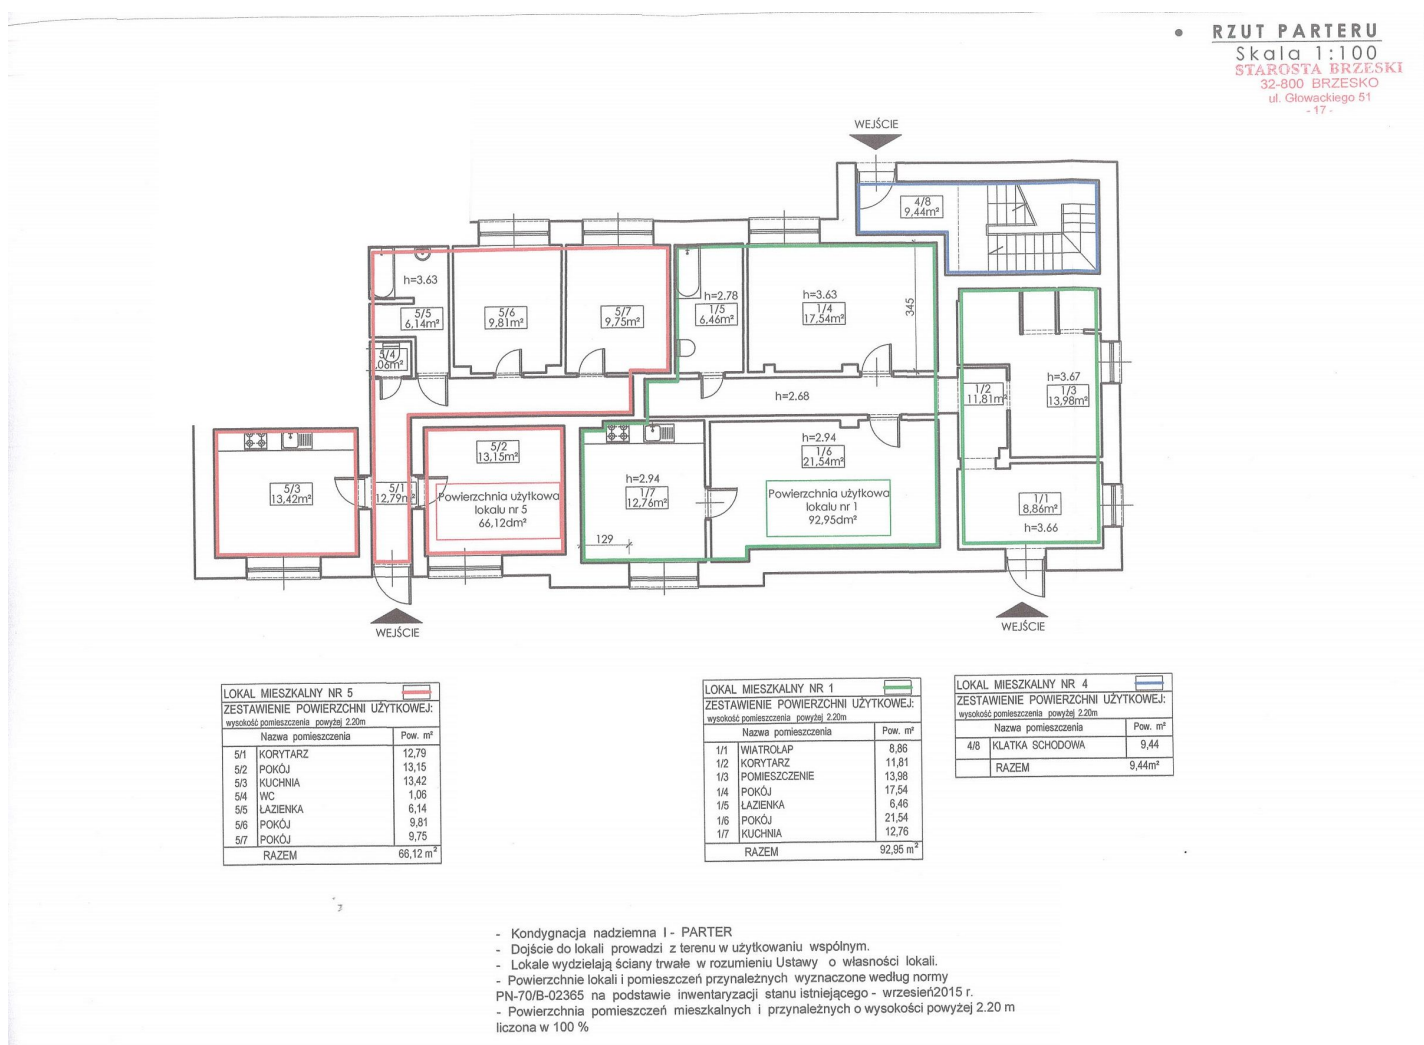 RZUT PARTERU
Skala 1:100
STAROSTA BRZESKI
32-800 BRZESKO
ul. Głowackiego 51
- 17 -
WEJŚCIE
4/8
9,44m²
h=3.63
5/5
6,14m²
5/6
9,81m²
5/7
9,75m²
5/4
,06m²
h=2.78
1/5
6,46m²
h=3.63
1/4
17,54m²
345
h=2.68
1/2
11,81m²
h=3.67
1/3
13,98m²
5/3
13,42m²
5/1
12,79m²
5/2
13,15m²
Powierzchnia użytkowa
lokalu nr 5
66,12dm²
h=2.94
1/7
12,76m²
129
h=2.94
1/6
21,54m²
Powierzchnia użytkowa
lokalu nr 1
92,95dm²
1/1
8,86m²
h=3.66
WEJŚCIE
WEJŚCIE
LOKAL MIESZKALNY NR 5
ZESTAWIENIE POWIERZCHNI UŻYTKOWEJ:
wysokość pomieszczenia powyżej 2.20m
Nazwa pomieszczenia Pow. m²
5/1 KORYTARZ 12,79
5/2 POKÓJ 13,15
5/3 KUCHNIA 13,42
5/4 WC 1,06
5/5 ŁAZIENKA 6,14
5/6 POKÓJ 9,81
5/7 POKÓJ 9,75
RAZEM 66,12 m²
LOKAL MIESZKALNY NR 1
ZESTAWIENIE POWIERZCHNI UŻYTKOWEJ:
wysokość pomieszczenia powyżej 2.20m
Nazwa pomieszczenia Pow. m²
1/1 WIATROŁAP 8,86
1/2 KORYTARZ 11,81
1/3 POMIESZCZENIE 13,98
1/4 POKÓJ 17,54
1/5 ŁAZIENKA 6,46
1/6 POKÓJ 21,54
1/7 KUCHNIA 12,76
RAZEM 92,95 m²
LOKAL MIESZKALNY NR 4
ZESTAWIENIE POWIERZCHNI UŻYTKOWEJ:
wysokość pomieszczenia powyżej 2.20m
Nazwa pomieszczenia Pow. m²
4/8 KLATKA SCHODOWA 9,44
RAZEM 9,44m²
- Kondygnacja nadziemna I - PARTER
- Dojście do lokali prowadzi z terenu w użytkowaniu wspólnym.
- Lokale wydzielają ściany trwałe w rozumieniu Ustawy o własności lokali.
- Powierzchnie lokali i pomieszczeń przynależnych wyznaczone według normy
PN-70/B-02365 na podstawie inwentaryzacji stanu istniejącego - wrzesień2015 r.
- Powierzchnia pomieszczeń mieszkalnych i przynależnych o wysokości powyżej 2.20 m
liczona w 100 %